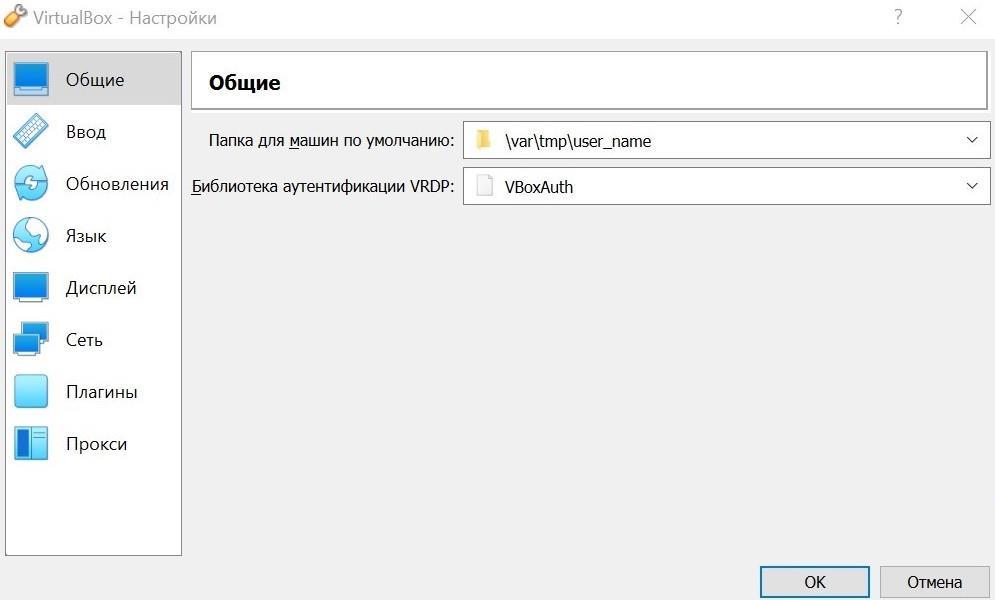 VirtualBox - Настройки
Общие
Ввод
Обновления
Язык
Дисплей
Сеть
Плагины
Прокси
Общие
Папка для машин по умолчанию: \var\tmp\user_name
Библиотека аутентификации VRDP: VBoxAuth
OK Отмена